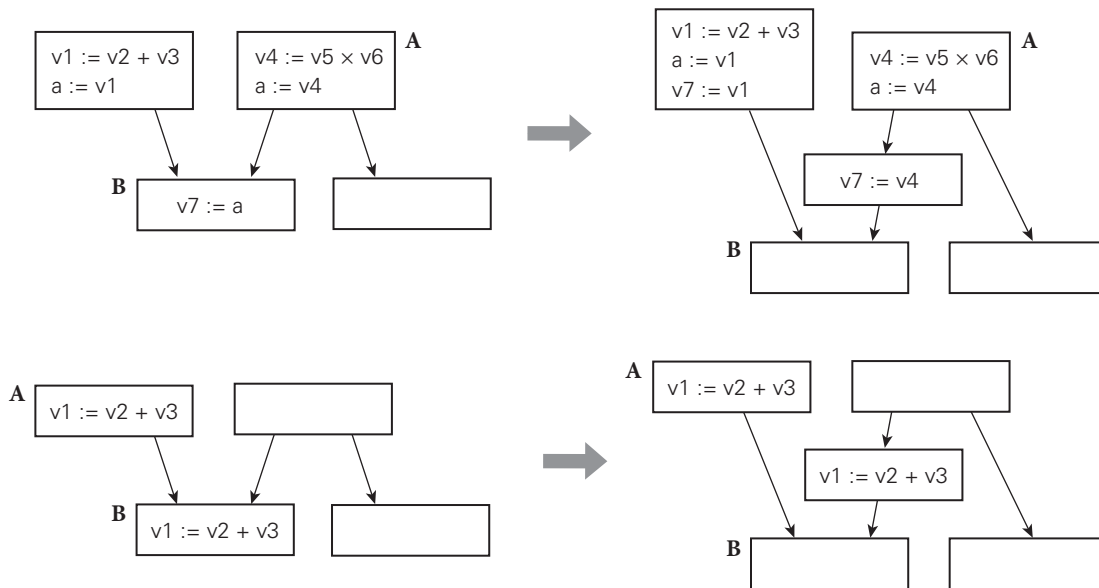 v1 := v2 + v3
a := v1
v4 := v5 × v6
a := v4
A
B
v7 := a
v1 := v2 + v3
a := v1
v7 := v1
v4 := v5 × v6
a := v4
A
v7 := v4
B
A
v1 := v2 + v3
B
v1 := v2 + v3
A
v1 := v2 + v3
v1 := v2 + v3
B